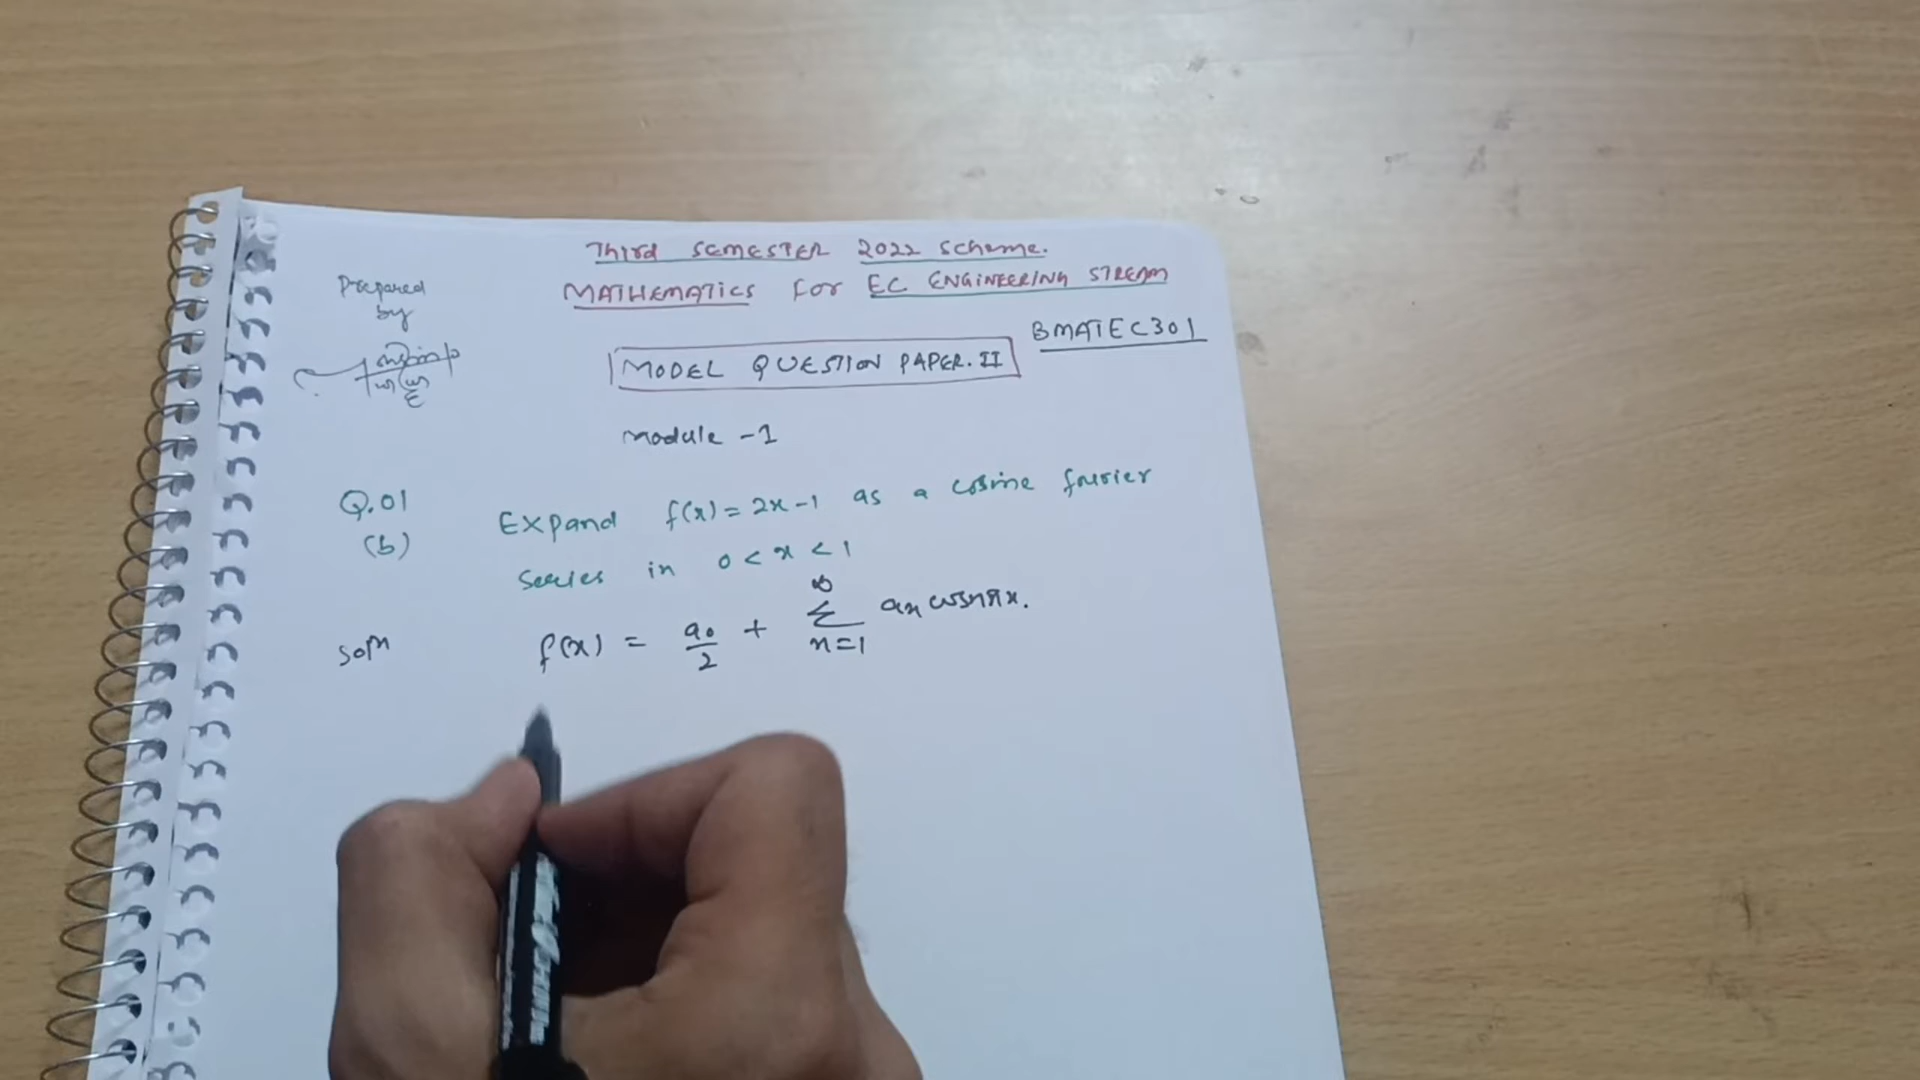 Third SEMESTER 2022 Scheme.
MATHEMATICS For EC ENGINEERING STREAM
Prepared
by
BMATEC301
MODEL QUESTION PAPER. II
Module -1
Q.01
(b)
Expand f(x) = 2x-1 as a cosine fourier
series in 0 < x < 1
Soln
f(x) = a₀/2 + ∞ Σ n=1 aₙ cosnπx.